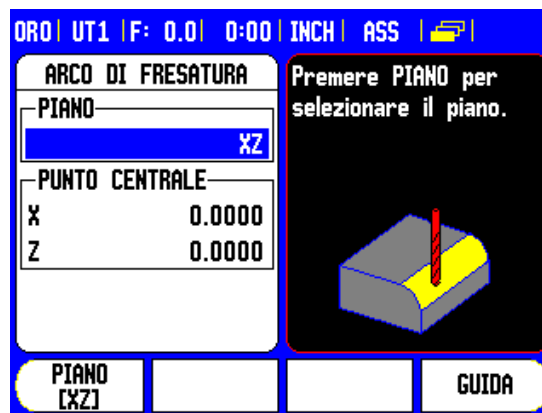 ORO| UT1 |F: 0.0| 0:00| INCH| ASS |
ARCO DI FRESATURA
PIANO
XZ
PUNTO CENTRALE
X 0.0000
Z 0.0000
Premere PIANO per
selezionare il piano.
PIANO
[XZ]
GUIDA